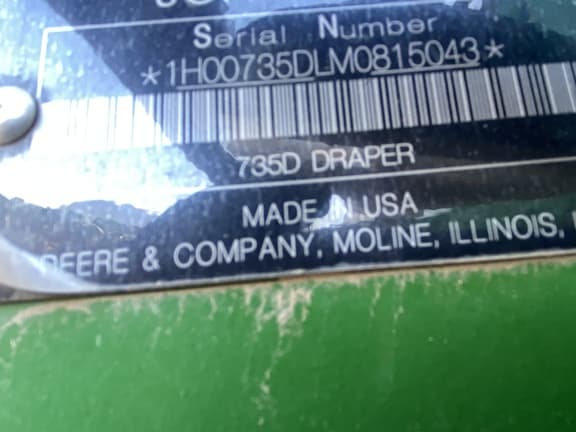 Serial Number
*1H00735DLM0815043*
735D DRAPER
MADE IN USA
DEERE & COMPANY, MOLINE, ILLINOIS,